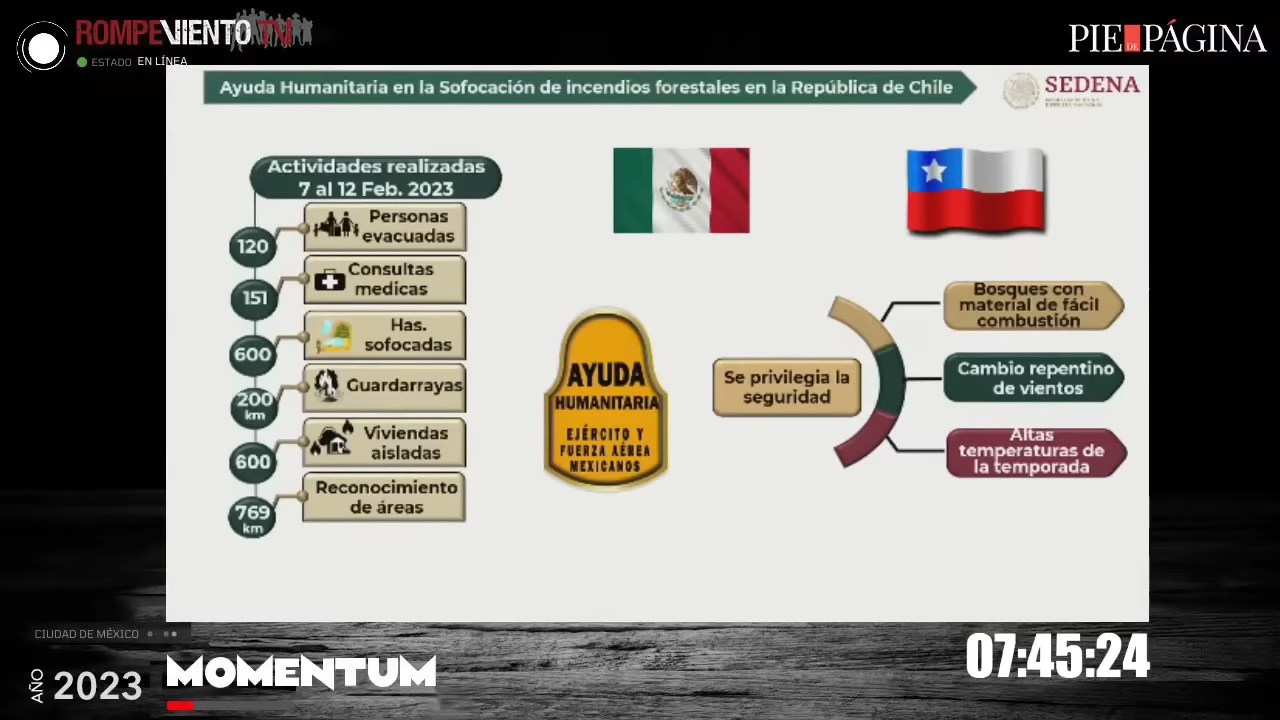 ROMPEVIENTO TV
ESTADO EN LÍNEA
PIE DE PÁGINA
Ayuda Humanitaria en la Sofocación de incendios forestales en la República de Chile
SEDENA
Actividades realizadas
7 al 12 Feb. 2023
120
Personas
evacuadas
151
Consultas
medicas
600
Has.
sofocadas
200
km
Guardarrayas
600
Viviendas
aisladas
769
km
Reconocimiento
de áreas
AYUDA
HUMANITARIA
EJÉRCITO Y
FUERZA AÉREA
MEXICANOS
Se privilegia la
seguridad
Bosques con
material de fácil
combustión
Cambio repentino
de vientos
Altas
temperaturas de
la temporada
CIUDAD DE MÉXICO
AÑO 2023
MOMENTUM
07:45:24